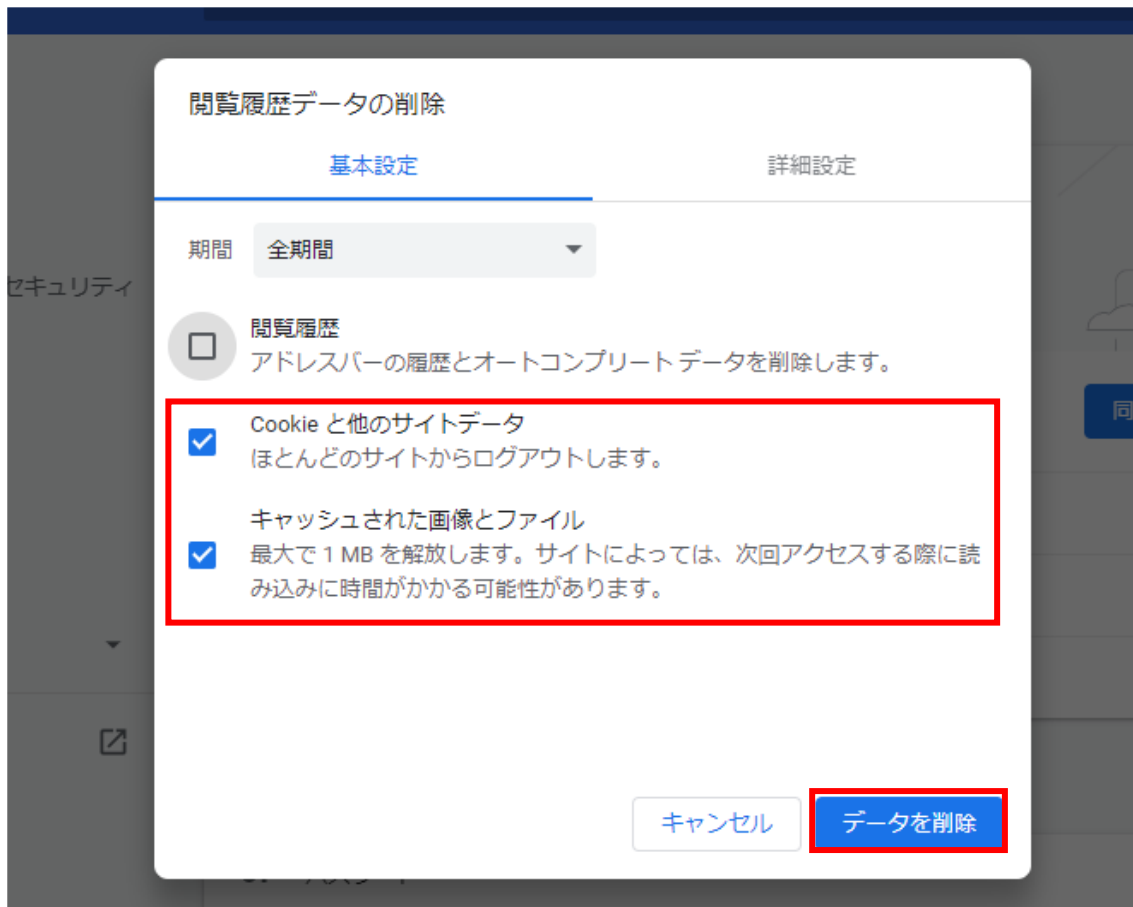 閲覧履歴データの削除
基本設定
詳細設定
期間
全期間
セキュリティ
閲覧履歴
アドレスバーの履歴とオートコンプリート データを削除します。
同
Cookie と他のサイトデータ
ほとんどのサイトからログアウトします。
キャッシュされた画像とファイル
最大で 1 MB を解放します。サイトによっては、次回アクセスする際に読
み込みに時間がかかる可能性があります。
キャンセル
データを削除